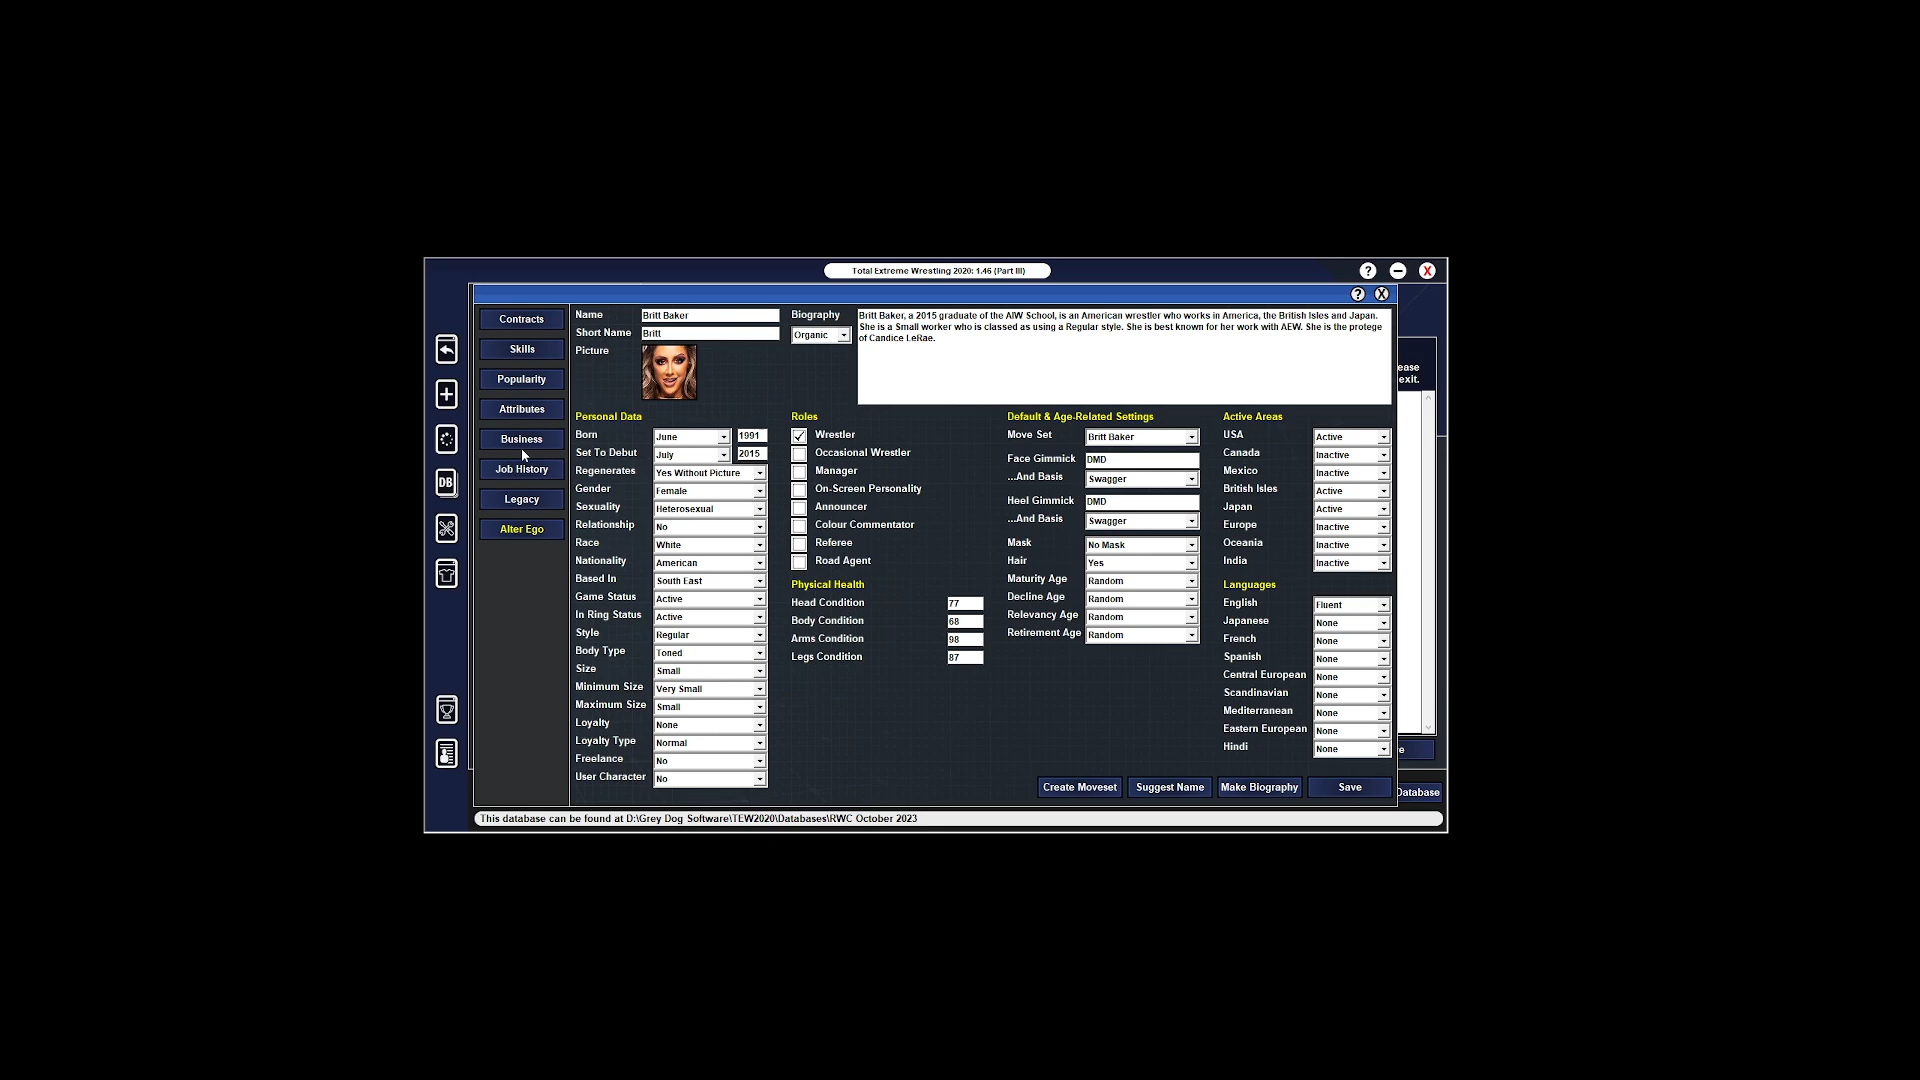 Total Extreme Wrestling 2020: 1.46 (Part III)
?
X
? X
Contracts
Skills
Popularity
Attributes
Business
Job History
Legacy
Alter Ego
DB
Name Britt Baker
Short Name Britt
Picture
Biography
Organic
Britt Baker, a 2015 graduate of the AIW School, is an American wrestler who works in America, the British Isles and Japan.
She is a Small worker who is classed as using a Regular style. She is best known for her work with AEW. She is the protege
of Candice LeRae.
Personal Data
Born June 1991
Set To Debut July 2015
Regenerates Yes Without Picture
Gender Female
Sexuality Heterosexual
Relationship No
Race White
Nationality American
Based In South East
Game Status Active
In Ring Status Active
Style Regular
Body Type Toned
Size Small
Minimum Size Very Small
Maximum Size Small
Loyalty None
Loyalty Type Normal
Freelance No
User Character No
Roles
Wrestler
Occasional Wrestler
Manager
On-Screen Personality
Announcer
Colour Commentator
Referee
Road Agent
Physical Health
Head Condition 77
Body Condition 68
Arms Condition 98
Legs Condition 87
Default & Age-Related Settings
Move Set Britt Baker
Face Gimmick DMD
...And Basis Swagger
Heel Gimmick DMD
...And Basis Swagger
Mask No Mask
Hair Yes
Maturity Age Random
Decline Age Random
Relevancy Age Random
Retirement Age Random
Active Areas
USA Active
Canada Inactive
Mexico Inactive
British Isles Active
Japan Active
Europe Inactive
Oceania Inactive
India Inactive
Languages
English Fluent
Japanese None
French None
Spanish None
Central European None
Scandinavian None
Mediterranean None
Eastern European None
Hindi None
Create Moveset
Suggest Name
Make Biography
Save
ease
exit.
e
Database
This database can be found at D:\Grey Dog Software\TEW2020\Databases\RWC October 2023